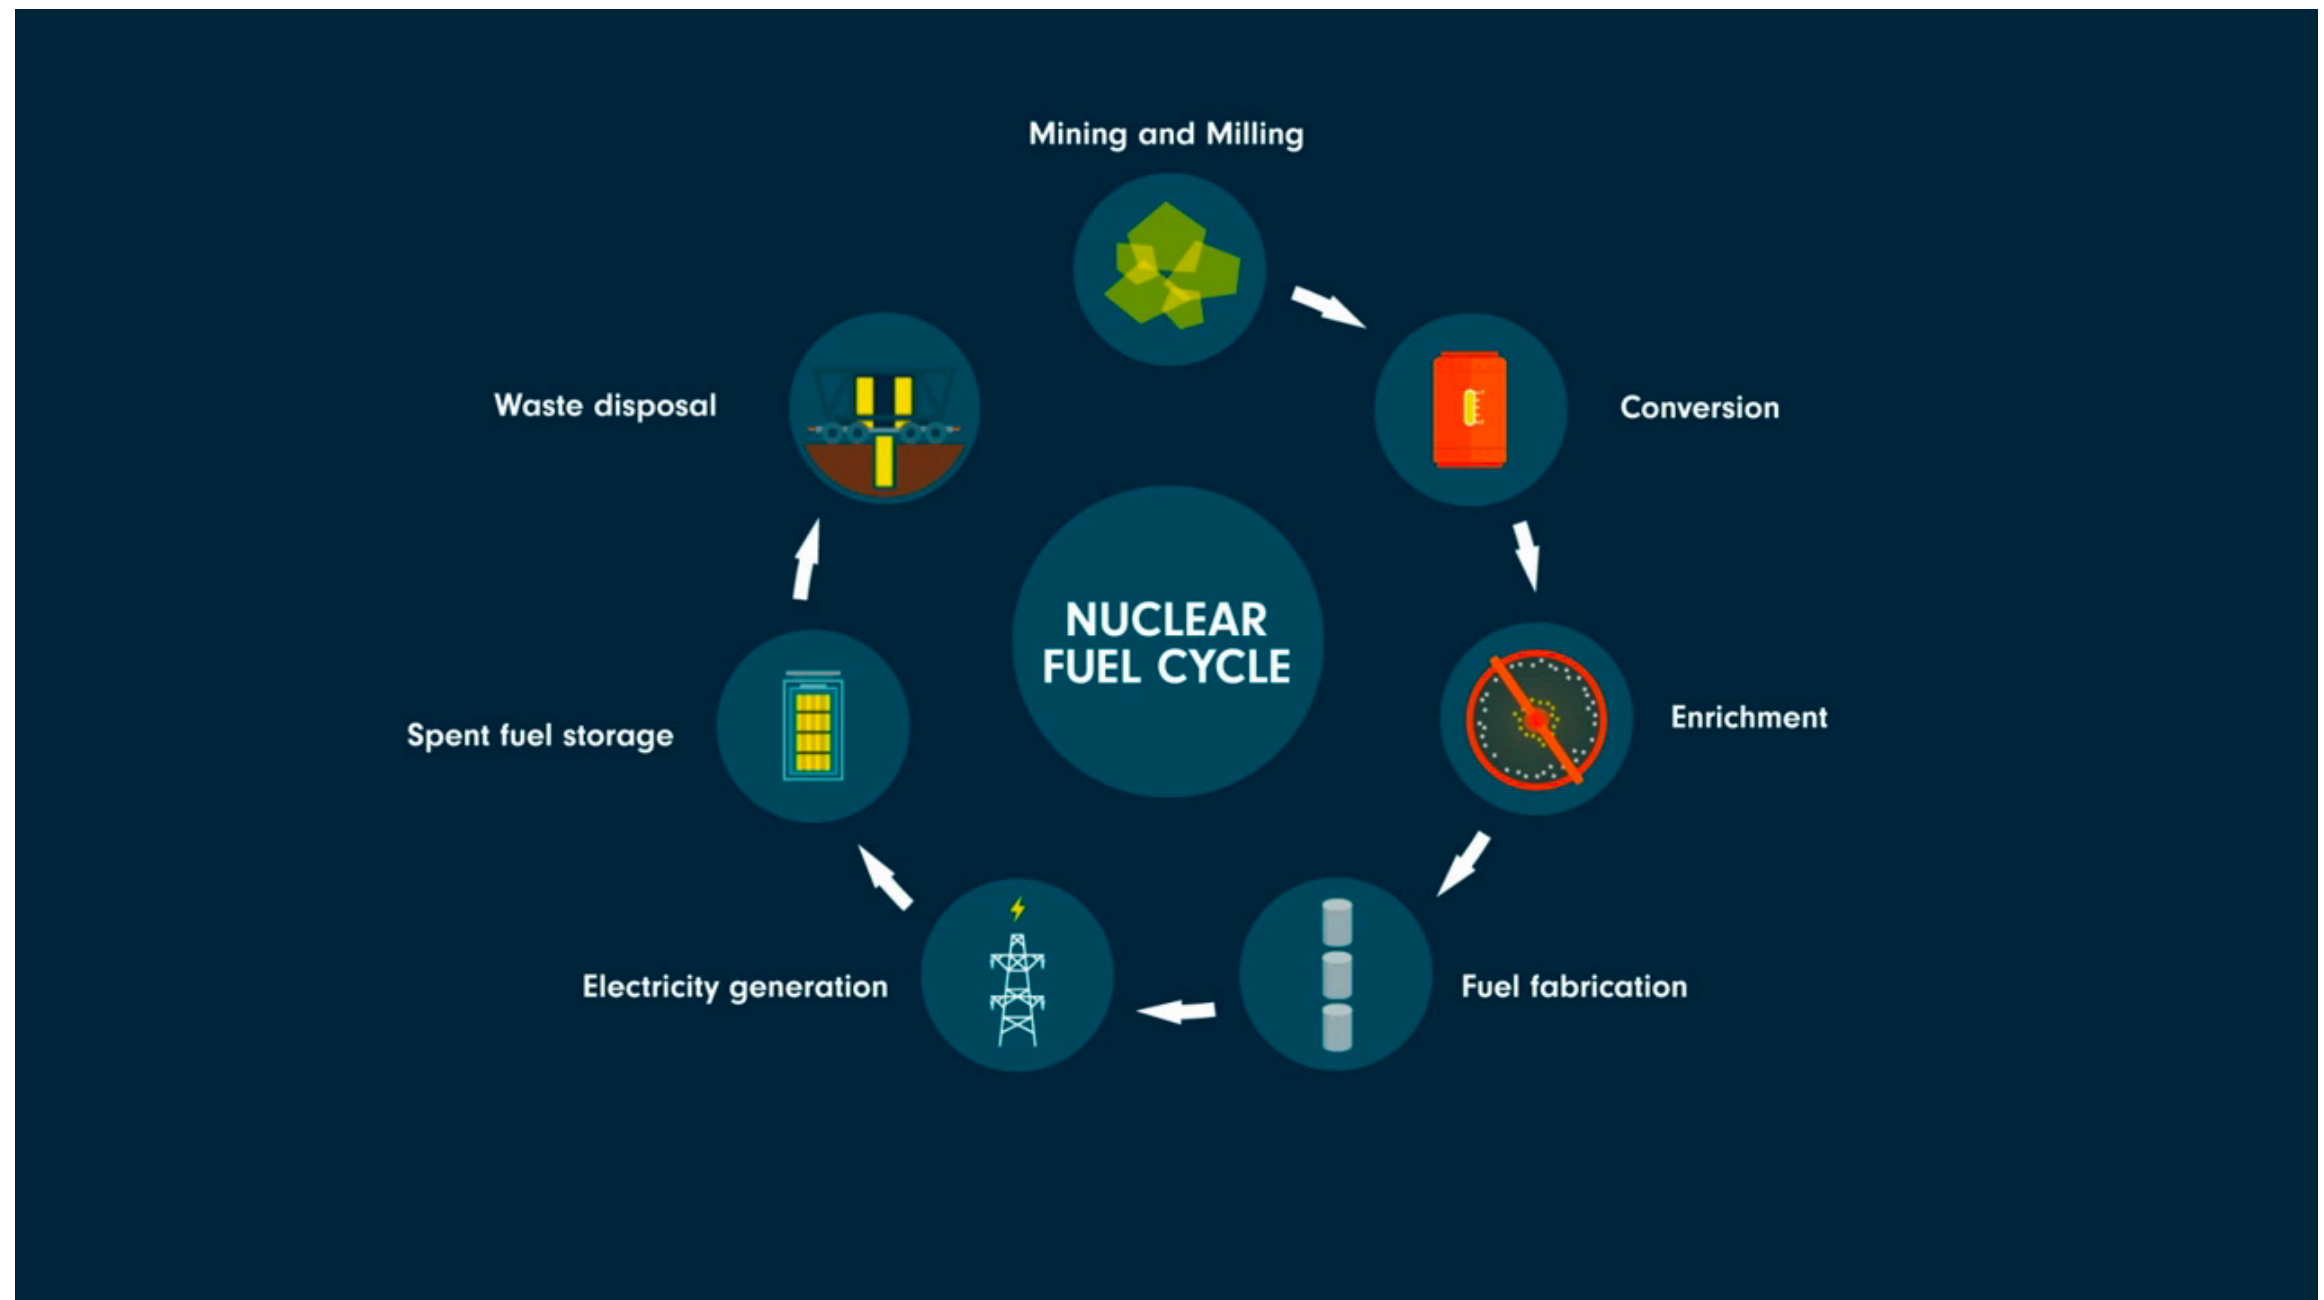 Mining and Milling
Conversion
Enrichment
Fuel fabrication
Electricity generation
Spent fuel storage
Waste disposal
NUCLEAR
FUEL CYCLE